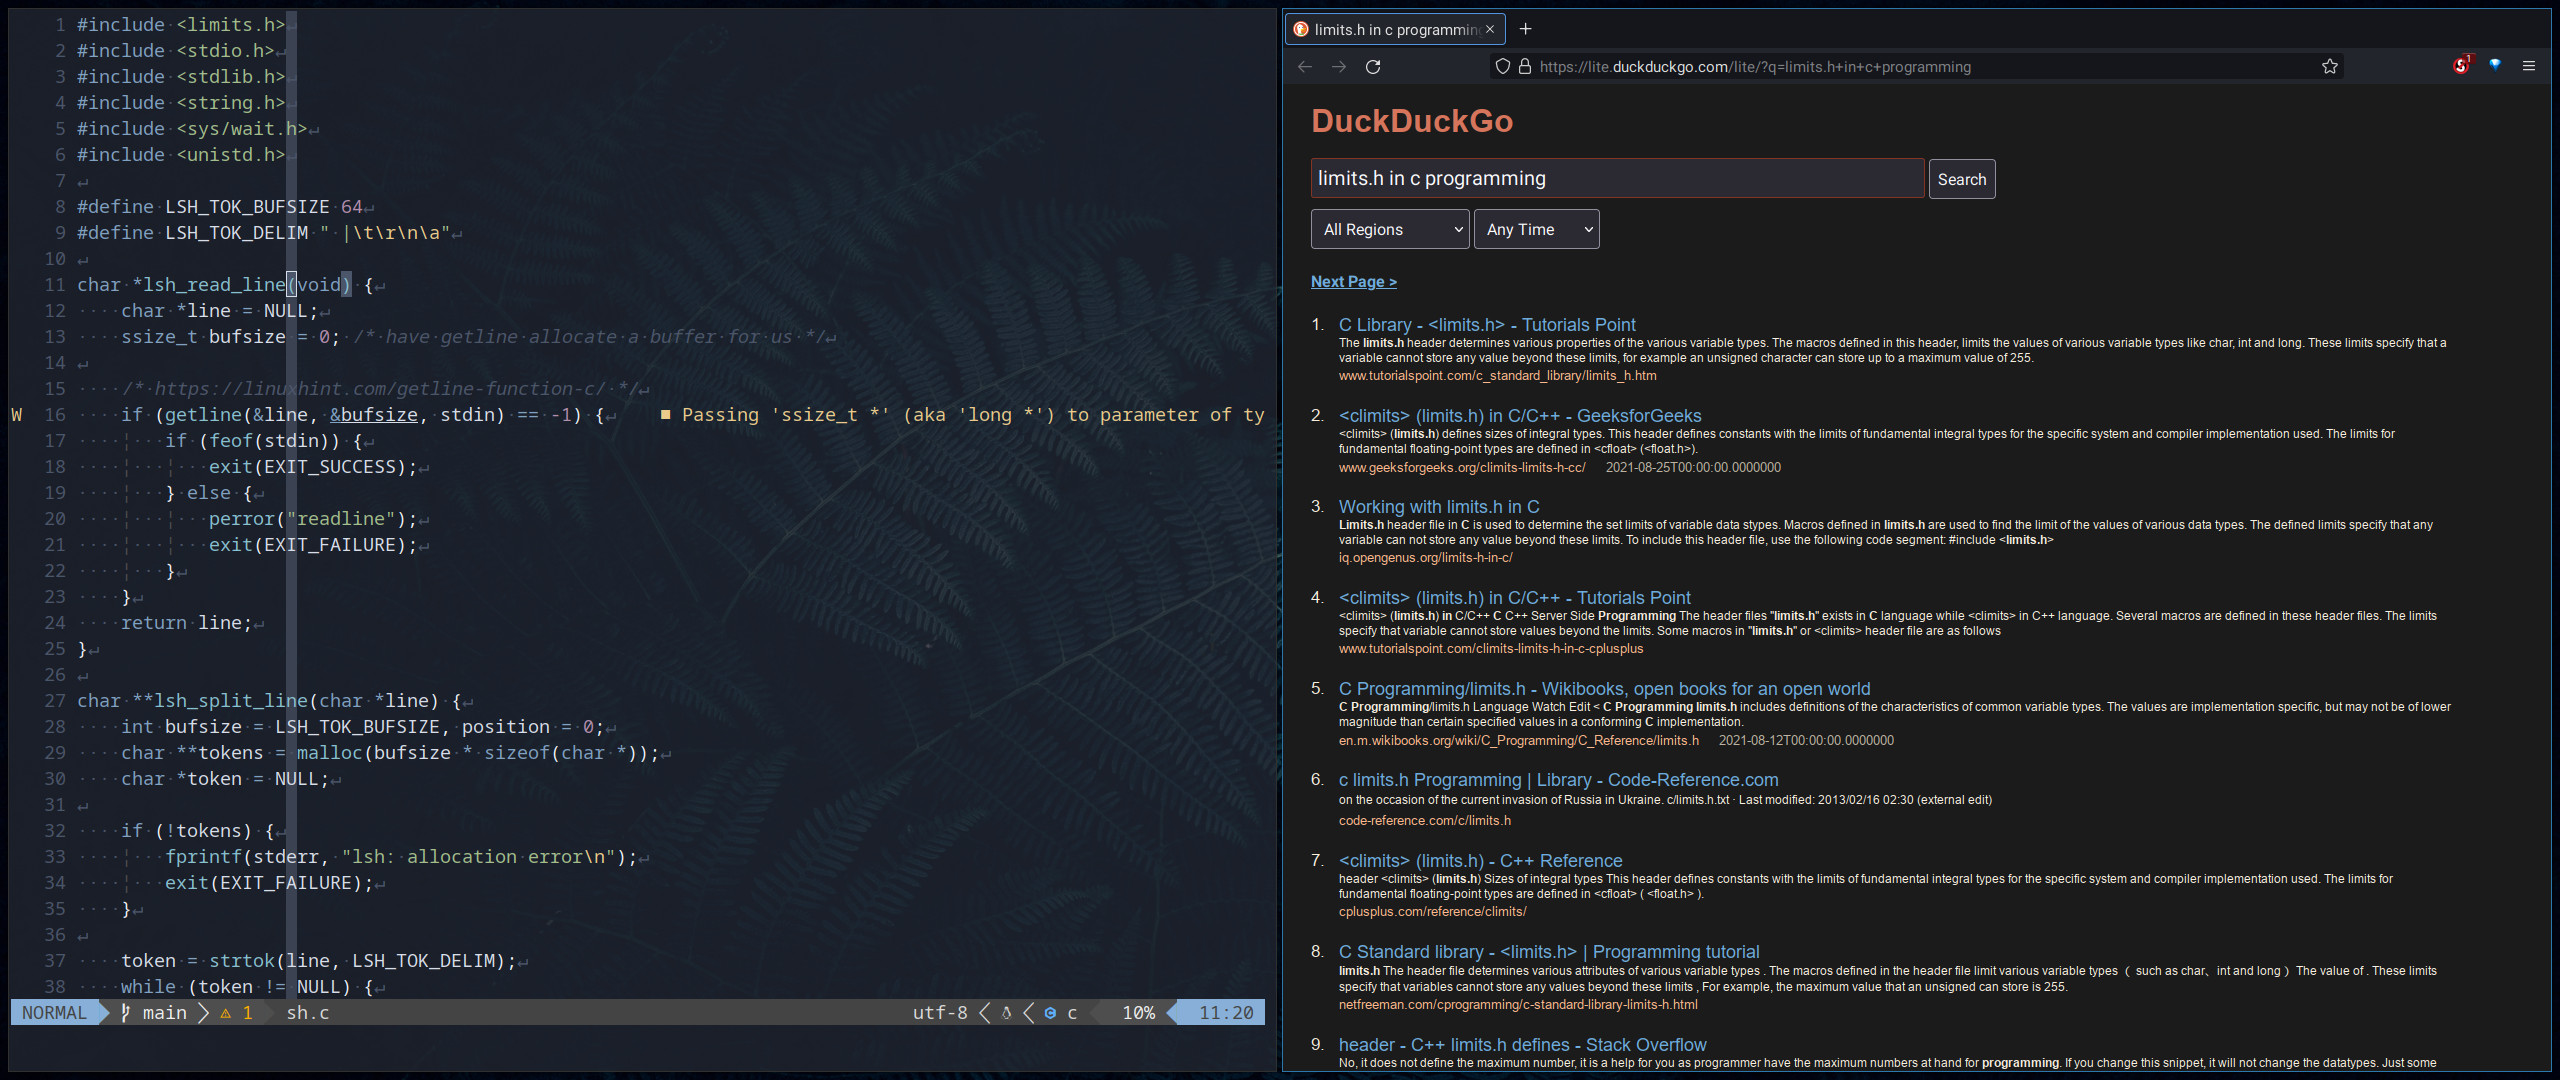 1 #include <limits.h>
2 #include <stdio.h>
3 #include <stdlib.h>
4 #include <string.h>
5 #include <sys/wait.h>
6 #include <unistd.h>
7
8 #define LSH_TOK_BUFSIZE 64
9 #define LSH_TOK_DELIM " |\t\r\n\a"
10
11 char *lsh_read_line(void) {
12 char *line = NULL;
13 ssize_t bufsize = 0; /* have getline allocate a buffer for us */
14
15 /* https://linuxhint.com/getline-function-c/ */
W 16 if (getline(&line, &bufsize, stdin) == -1) { ■ Passing 'ssize_t *' (aka 'long *') to parameter of ty
17 if (feof(stdin)) {
18 exit(EXIT_SUCCESS);
19 } else {
20 perror("readline");
21 exit(EXIT_FAILURE);
22 }
23 }
24 return line;
25 }
26
27 char **lsh_split_line(char *line) {
28 int bufsize = LSH_TOK_BUFSIZE, position = 0;
29 char **tokens = malloc(bufsize * sizeof(char *));
30 char *token = NULL;
31
32 if (!tokens) {
33 fprintf(stderr, "lsh: allocation error\n");
34 exit(EXIT_FAILURE);
35 }
36
37 token = strtok(line, LSH_TOK_DELIM);
38 while (token != NULL) {
NORMAL main ⚠ 1 sh.c utf-8 c 10% 11:20
limits.h in c programming
https://lite.duckduckgo.com/lite/?q=limits.h+in+c+programming
1
DuckDuckGo
limits.h in c programming Search
All Regions Any Time
Next Page >
1. C Library - <limits.h> - Tutorials Point
The limits.h header determines various properties of the various variable types. The macros defined in this header, limits the values of various variable types like char, int and long. These limits specify that a
variable cannot store any value beyond these limits, for example an unsigned character can store up to a maximum value of 255.
www.tutorialspoint.com/c_standard_library/limits_h.htm
2. <climits> (limits.h) in C/C++ - GeeksforGeeks
<climits> (limits.h) defines sizes of integral types. This header defines constants with the limits of fundamental integral types for the specific system and compiler implementation used. The limits for
fundamental floating-point types are defined in <cfloat> (<float.h>).
www.geeksforgeeks.org/climits-limits-h-cc/ 2021-08-25T00:00:00.0000000
3. Working with limits.h in C
Limits.h header file in C is used to determine the set limits of variable data stypes. Macros defined in limits.h are used to find the limit of the values of various data types. The defined limits specify that any
variable can not store any value beyond these limits. To include this header file, use the following code segment: #include <limits.h>
iq.opengenus.org/limits-h-in-c/
4. <climits> (limits.h) in C/C++ - Tutorials Point
<climits> (limits.h) in C/C++ C C++ Server Side Programming The header files "limits.h" exists in C language while <climits> in C++ language. Several macros are defined in these header files. The limits
specify that variable cannot store values beyond the limits. Some macros in "limits.h" or <climits> header file are as follows
www.tutorialspoint.com/climits-limits-h-in-c-cplusplus
5. C Programming/limits.h - Wikibooks, open books for an open world
C Programming/limits.h Language Watch Edit < C Programming limits.h includes definitions of the characteristics of common variable types. The values are implementation specific, but may not be of lower
magnitude than certain specified values in a conforming C implementation.
en.m.wikibooks.org/wiki/C_Programming/C_Reference/limits.h 2021-08-12T00:00:00.0000000
6. c limits.h Programming | Library - Code-Reference.com
on the occasion of the current invasion of Russia in Ukraine. c/limits.h.txt · Last modified: 2013/02/16 02:30 (external edit)
code-reference.com/c/limits.h
7. <climits> (limits.h) - C++ Reference
header <climits> (limits.h) Sizes of integral types This header defines constants with the limits of fundamental integral types for the specific system and compiler implementation used. The limits for
fundamental floating-point types are defined in <cfloat> ( <float.h> ).
cplusplus.com/reference/climits/
8. C Standard library - <limits.h> | Programming tutorial
limits.h The header file determines various attributes of various variable types . The macros defined in the header file limit various variable types （ such as char、int and long ）The value of . These limits
specify that variables cannot store any values beyond these limits , For example, the maximum value that an unsigned can store is 255.
netfreeman.com/cprogramming/c-standard-library-limits-h.html
9. header - C++ limits.h defines - Stack Overflow
No, it does not define the maximum number, it is a help for you as programmer have the maximum numbers at hand for programming. If you change this snippet, it will not change the datatypes. Just some